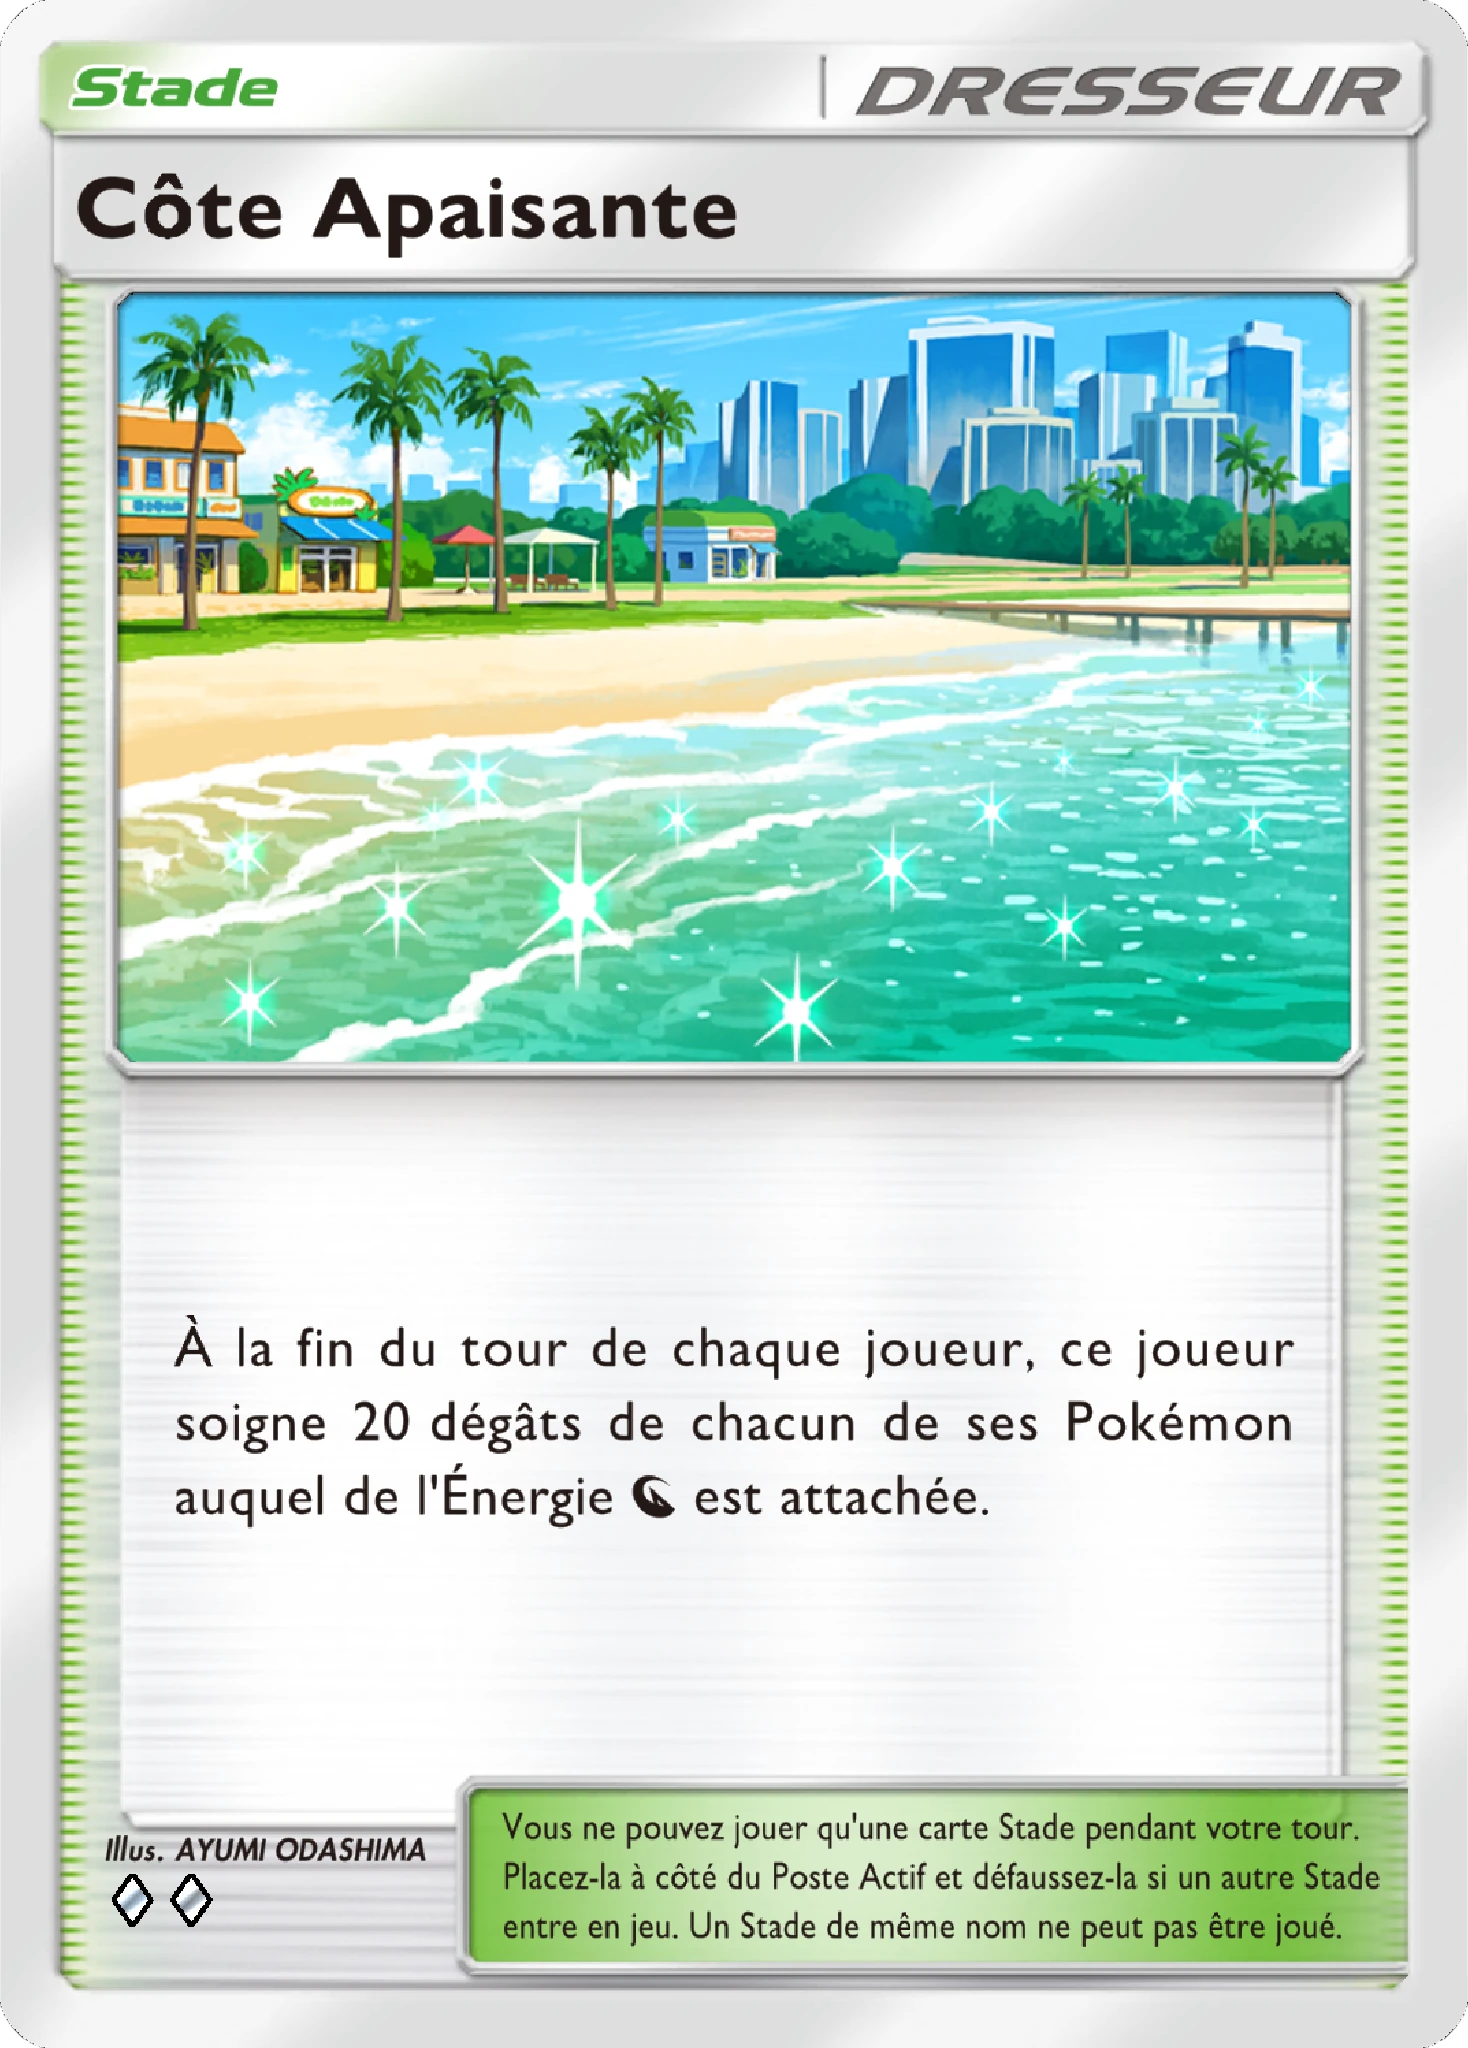 Stade
DRESSEUR
Côte Apaisante
À la fin du tour de chaque joueur, ce joueur
soigne 20 dégâts de chacun de ses Pokémon
auquel de l'Énergie est attachée.
Illus. AYUMI ODASHIMA
Vous ne pouvez jouer qu'une carte Stade pendant votre tour.
Placez-la à côté du Poste Actif et défaussez-la si un autre Stade
entre en jeu. Un Stade de même nom ne peut pas être joué.